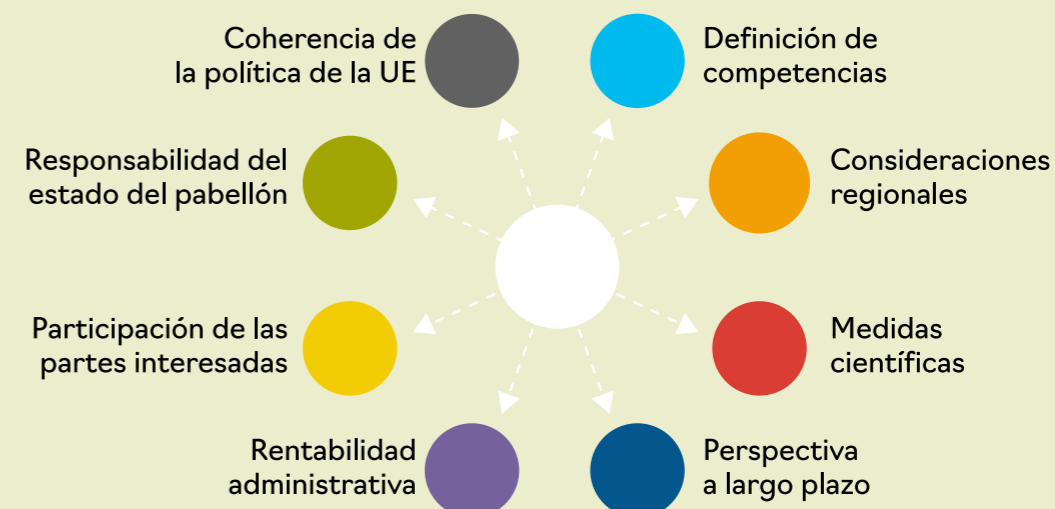 Coherencia de
la política de la UE
Definición de
competencias
Responsabilidad del
estado del pabellón
Consideraciones
regionales
Participación de las
partes interesadas
Medidas
científicas
Rentabilidad
administrativa
Perspectiva
a largo plazo